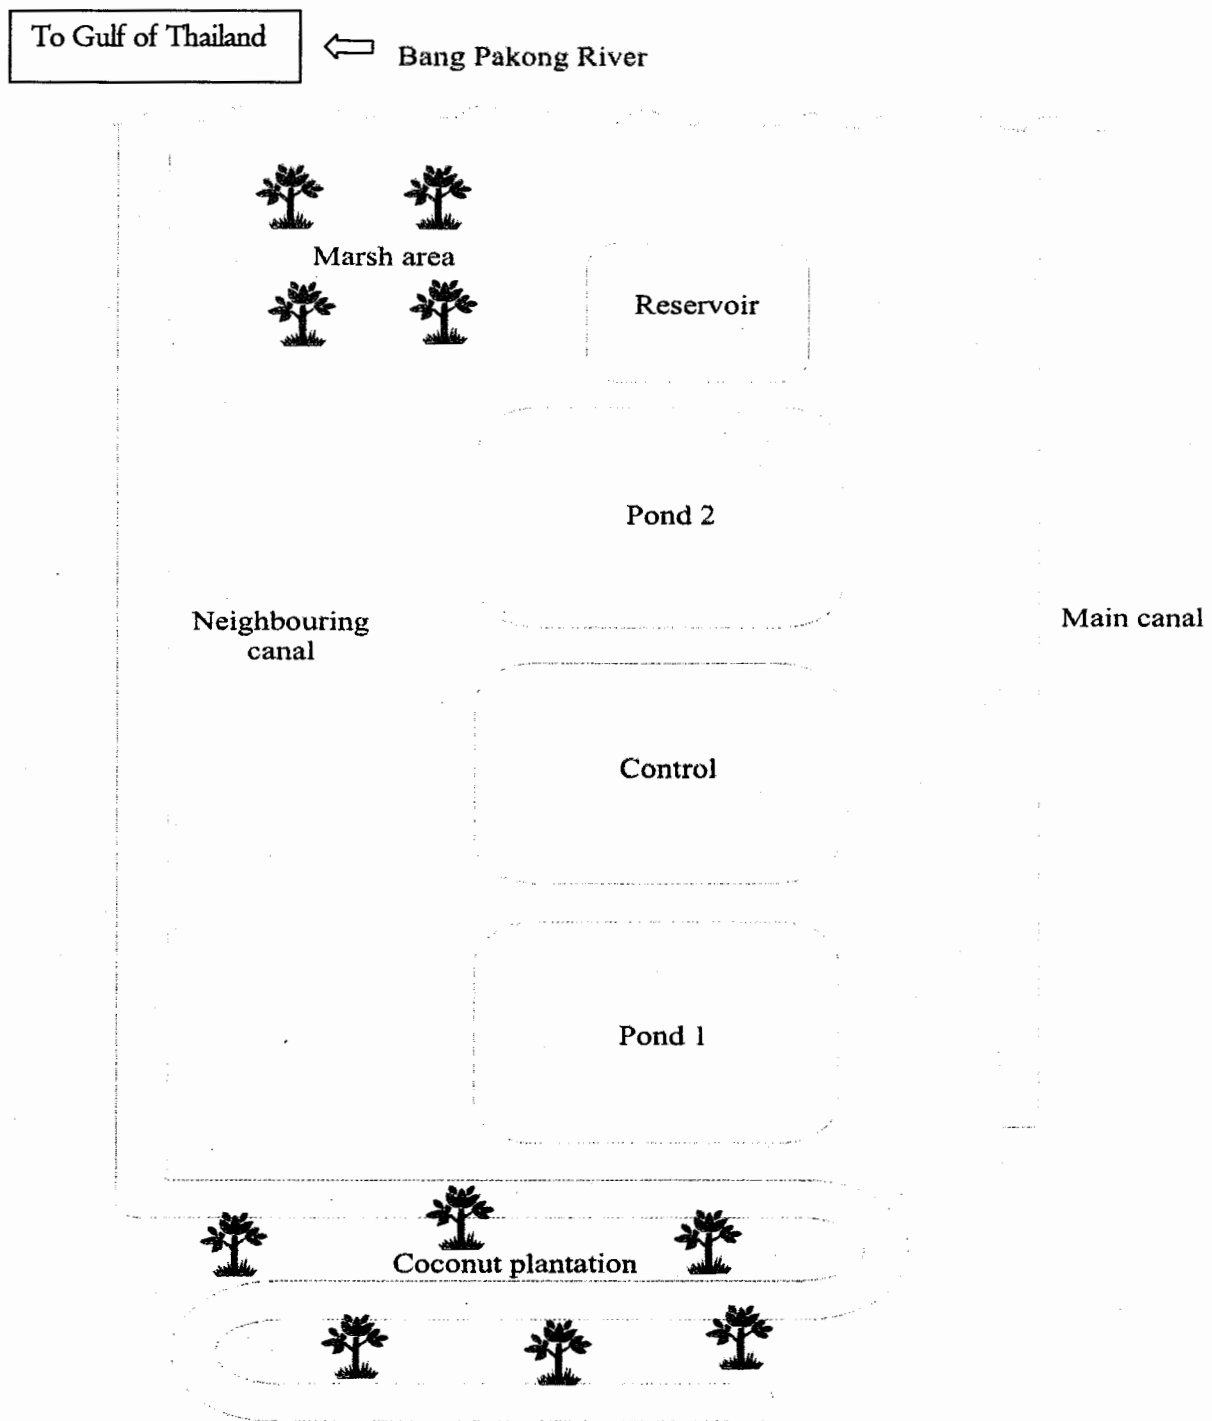 To Gulf of Thailand
Bang Pakong River
Marsh area
Reservoir
Pond 2
Neighbouring
canal
Main canal
Control
Pond 1
Coconut plantation